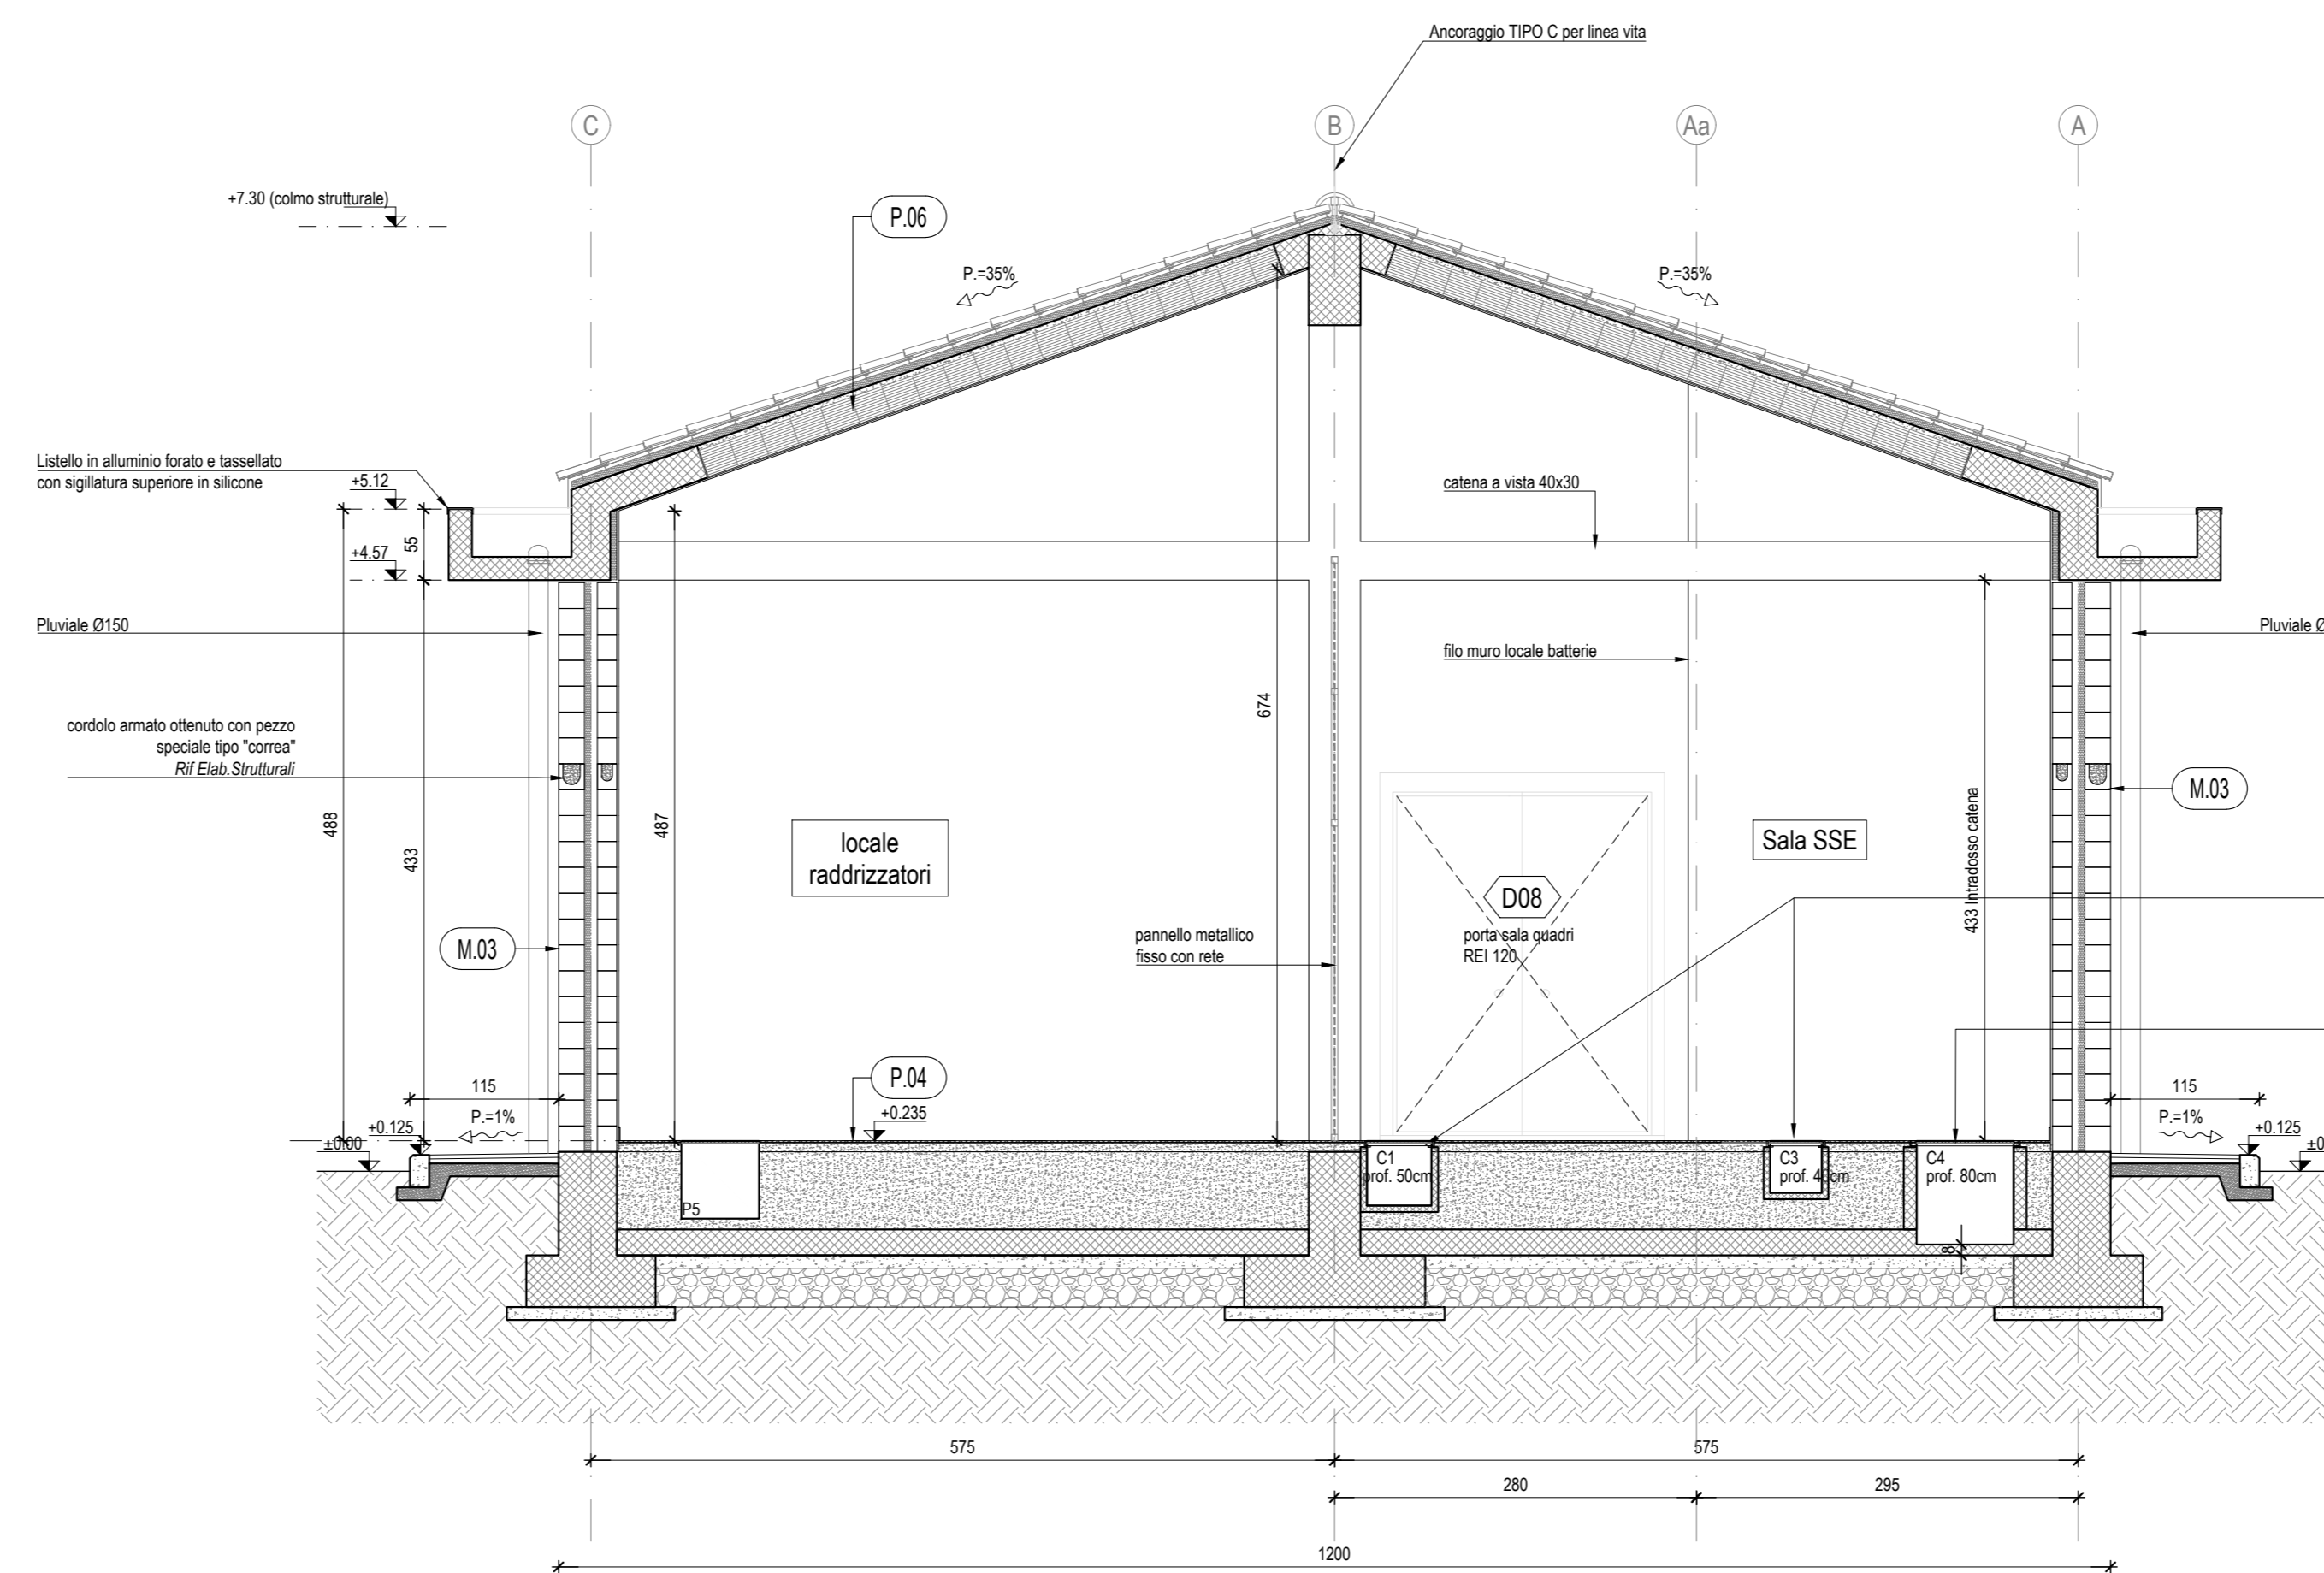 Ancoraggio TIPO C per linea vita
C
B
Aa
A
+7.30 (colmo strutturale)
P.06
P.=35%
P.=35%
Listello in alluminio forato e tassellato
con sigillatura superiore in silicone
+5.12
catena a vista 40x30
55
+4.57
Pluviale Ø150
Pluviale Ø
filo muro locale batterie
674
cordolo armato ottenuto con pezzo
speciale tipo "correa"
Rif Elab.Strutturali
M.03
488
433
487
locale
raddrizzatori
Sala SSE
433 Intradosso catena
D08
porta sala quadri
REI 120
M.03
pannello metallico
fisso con rete
P.04
+0.235
115
P.=1%
+0.125
±0.00
115
P.=1%
+0.125
±0
C1
prof. 50cm
C3
prof. 40cm
C4
prof. 80cm
P5
8
575
575
280
295
1200